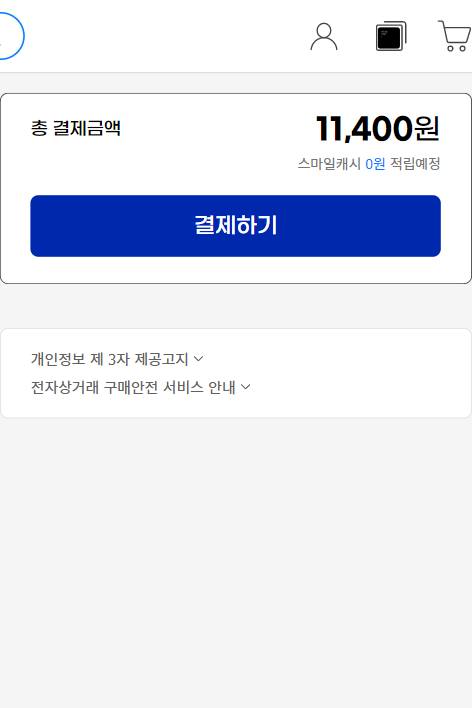 총 결제금액
11,400원
스마일캐시 0원 적립예정
결제하기
개인정보 제 3자 제공고지
전자상거래 구매안전 서비스 안내